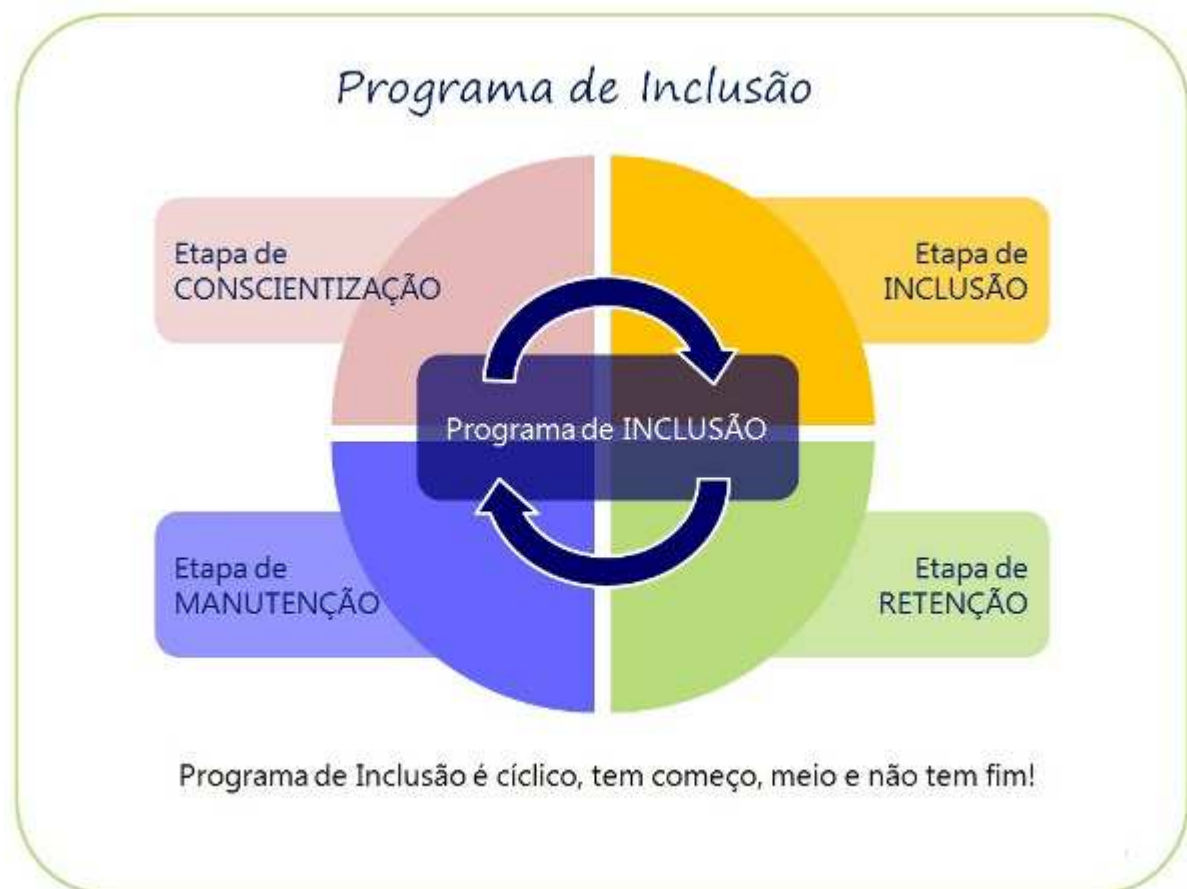 Programa de Inclusão
Etapa de
CONSCIENTIZAÇÃO
Etapa de
INCLUSÃO
Programa de INCLUSÃO
Etapa de
MANUTENÇÃO
Etapa de
RETENÇÃO
Programa de Inclusão é cíclico, tem começo, meio e não tem fim!